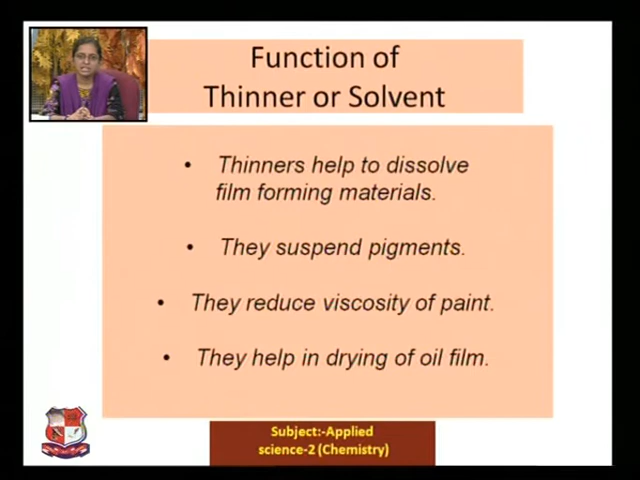 Function of
Thinner or Solvent
• Thinners help to dissolve
film forming materials.
• They suspend pigments.
• They reduce viscosity of paint.
• They help in drying of oil film.
Subject:-Applied
science-2 (Chemistry)